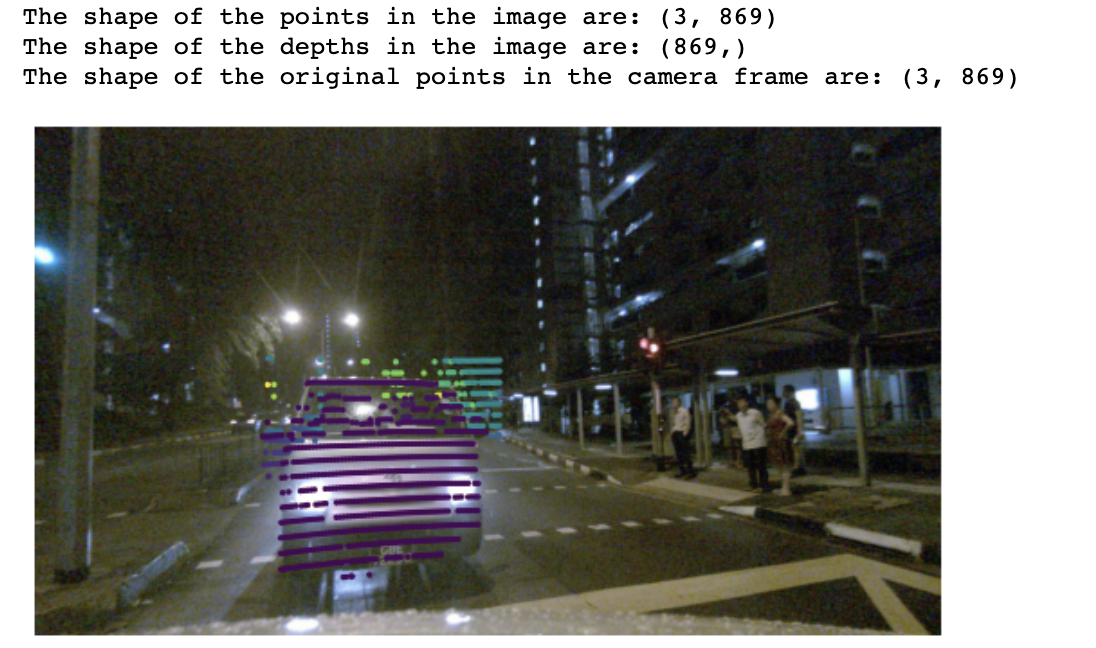 The shape of the points in the image are: (3, 869)
The shape of the depths in the image are: (869,)
The shape of the original points in the camera frame are: (3, 869)